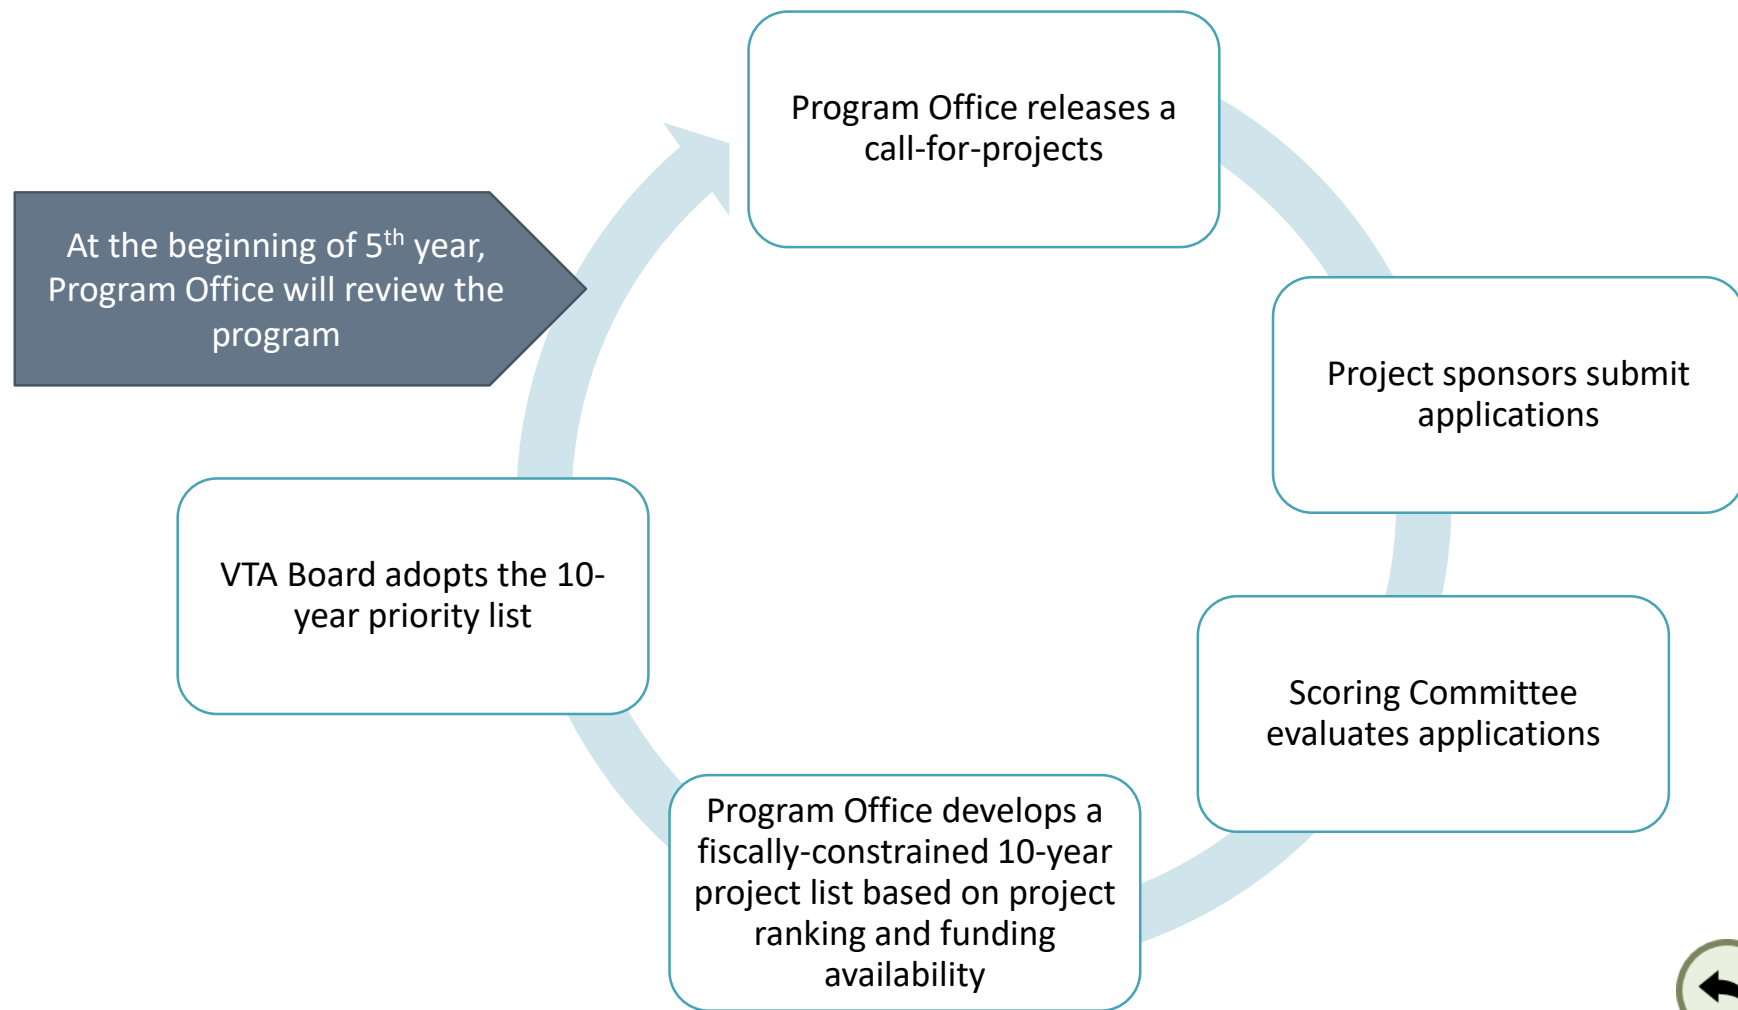 Program Office releases a
call-for-projects
At the beginning of 5th year,
Program Office will review the
program
Project sponsors submit
applications
VTA Board adopts the 10-
year priority list
Scoring Committee
evaluates applications
Program Office develops a
fiscally-constrained 10-year
project list based on project
ranking and funding
availability